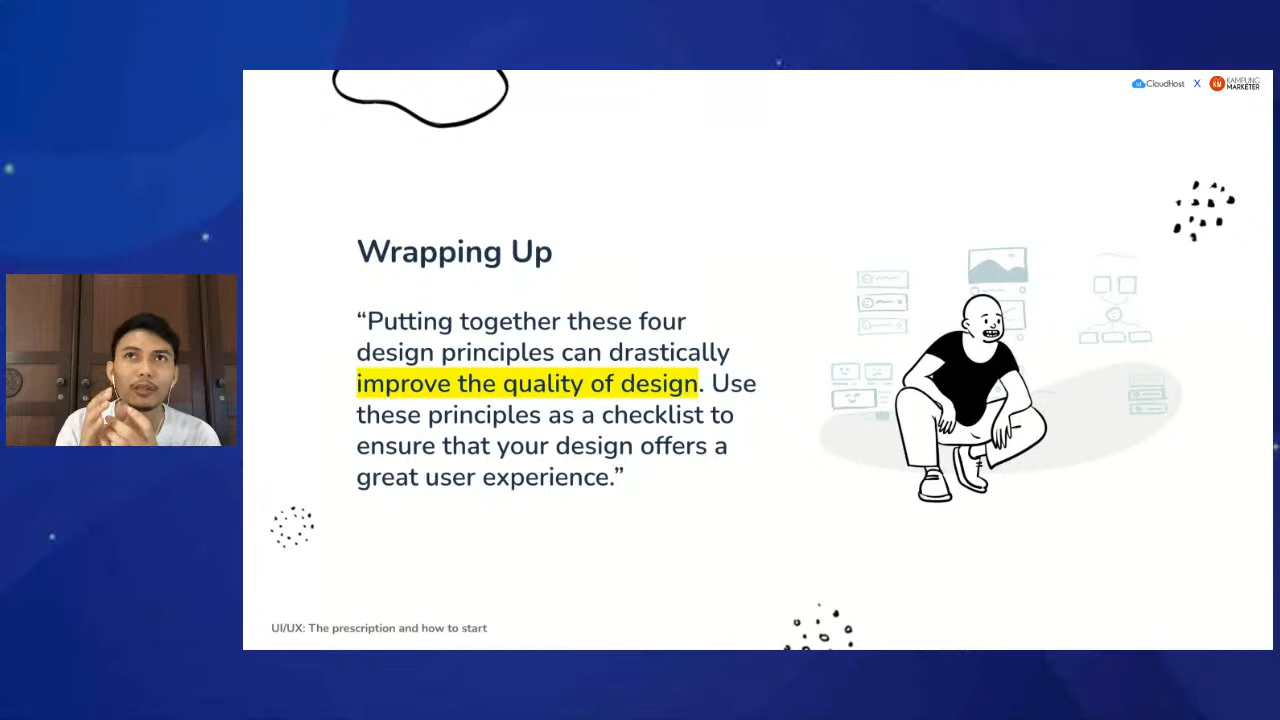 id CloudHost X KM KAMPUNG MARKETER
Wrapping Up
“Putting together these four
design principles can drastically
improve the quality of design. Use
these principles as a checklist to
ensure that your design offers a
great user experience.”
UI/UX: The prescription and how to start